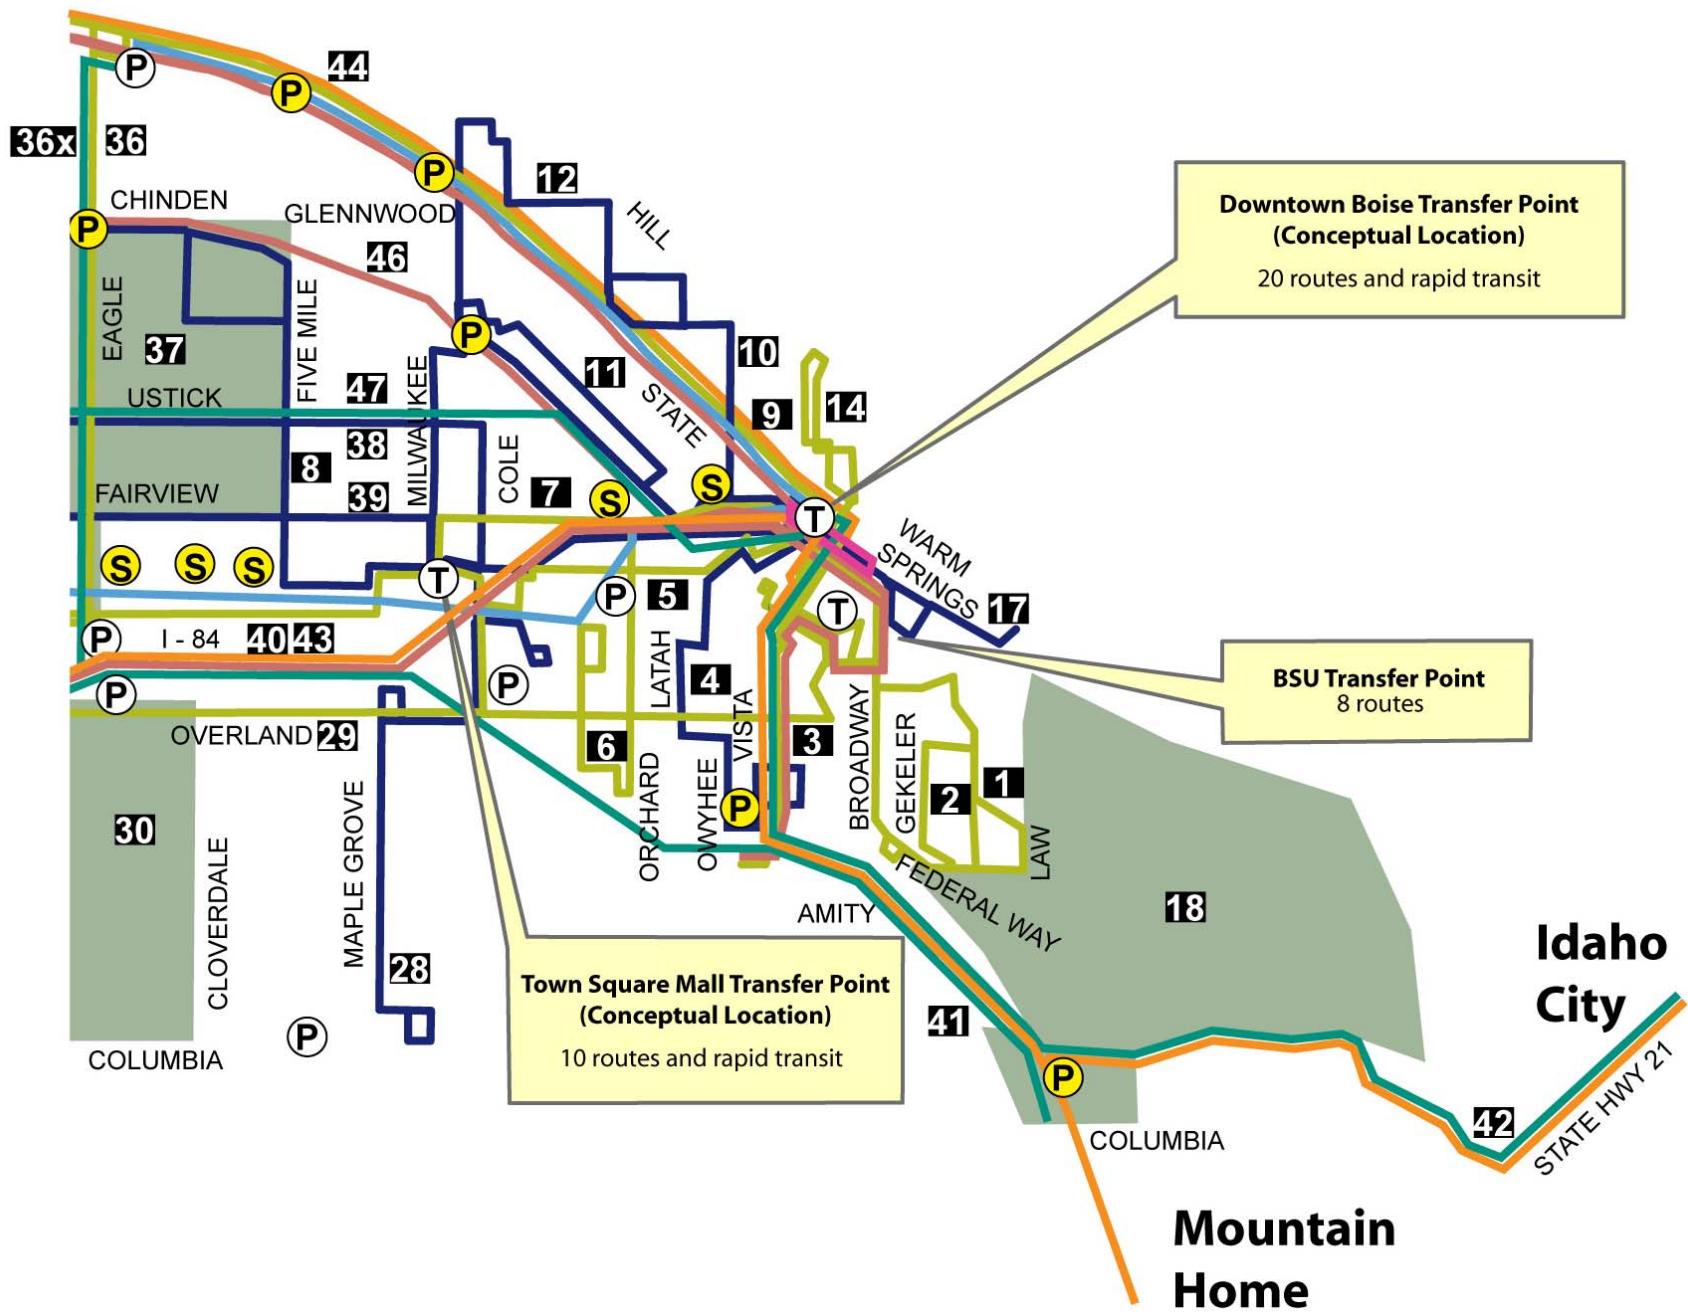 P
44
P
36x
36
P
12
CHINDEN
GLENNWOOD
HILL
Downtown Boise Transfer Point
(Conceptual Location)
20 routes and rapid transit
P
46
EAGLE
FIVE MILE
P
37
MILWAUKEE
11
10
USTICK
47
STATE
9
14
38
8
COLE
FAIRVIEW
39
7
S
S
T
WARM
SPRINGS
S
S
S
T
P
5
T
17
P
I - 84
40
43
LATAH
P
P
4
VISTA
BSU Transfer Point
8 routes
OVERLAND
29
6
3
BROADWAY
GEKELER
1
2
P
30
MAPLE GROVE
CLOVERDALE
ORCHARD
OWYHEE
LAW
FEDERAL WAY
AMITY
18
28
Town Square Mall Transfer Point
(Conceptual Location)
10 routes and rapid transit
41
Idaho
City
P
COLUMBIA
P
42
STATE HWY 21
COLUMBIA
Mountain
Home